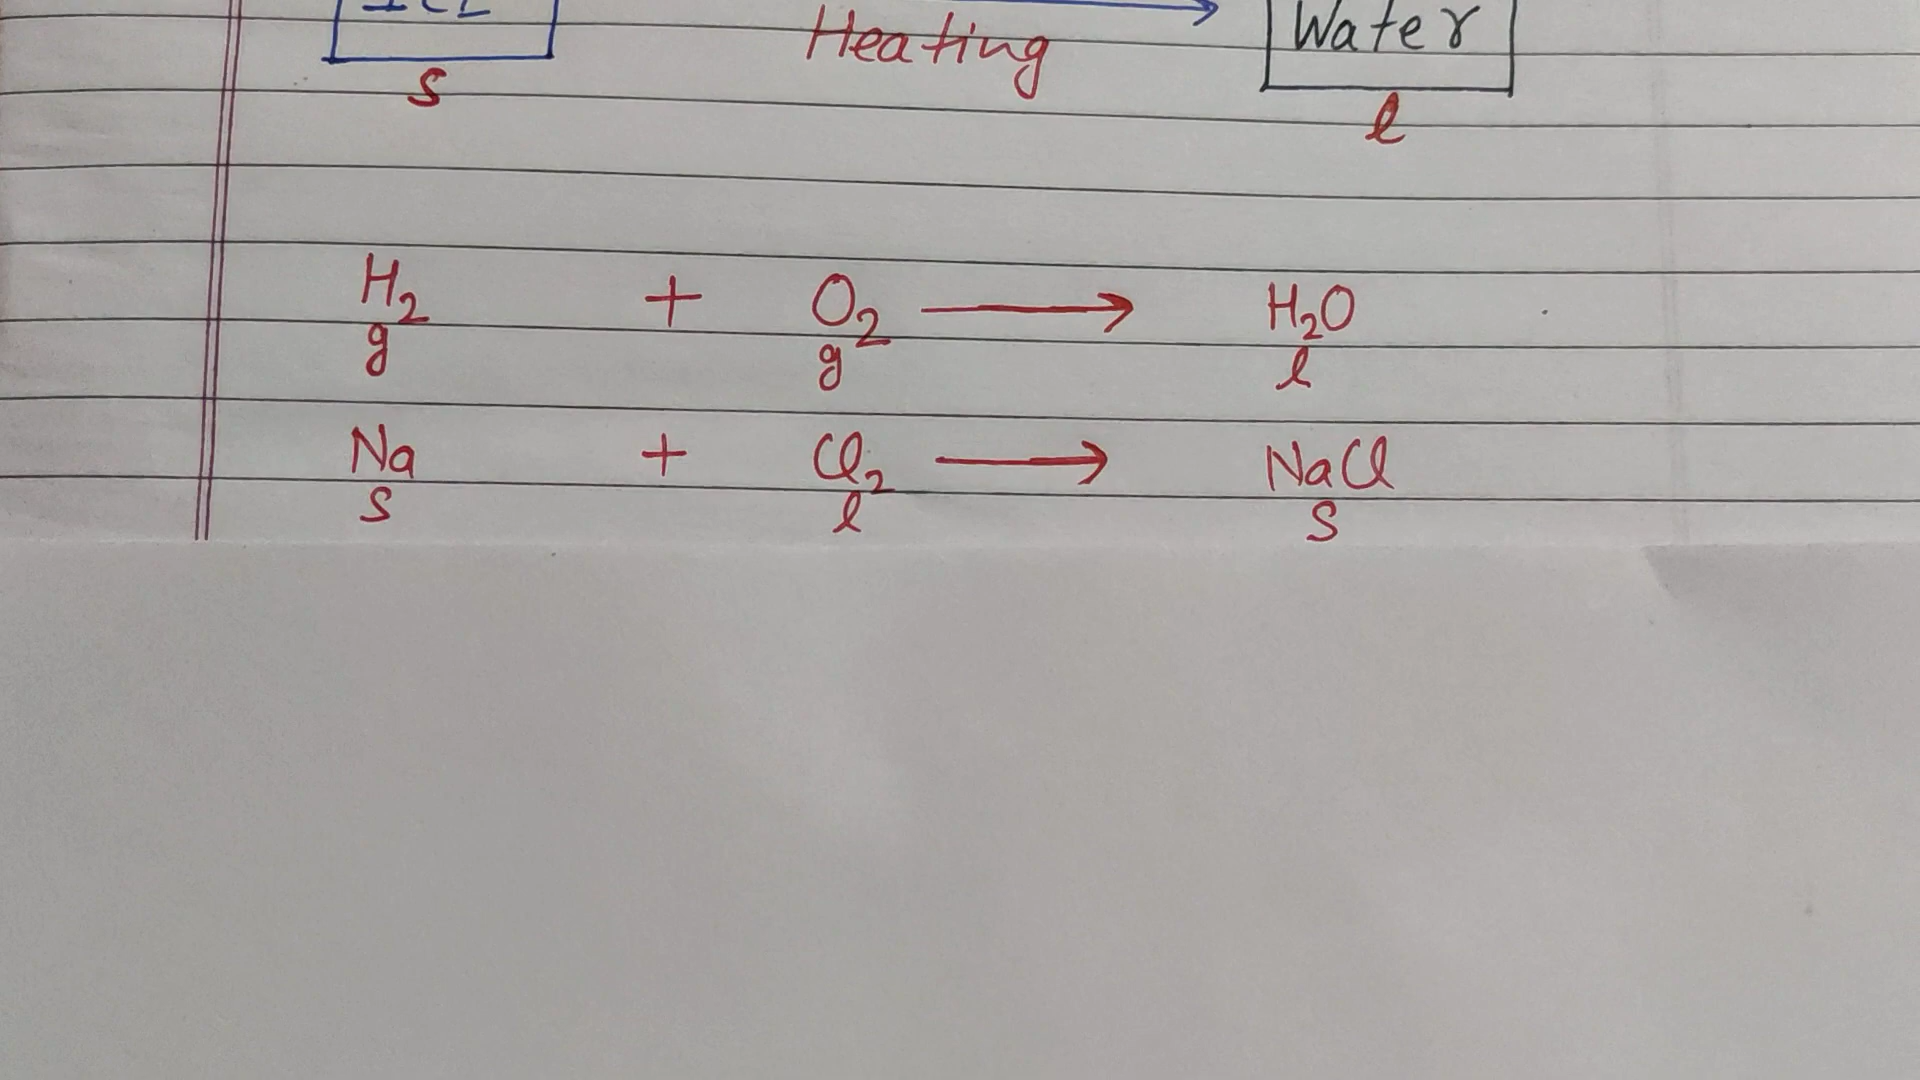 Heating Water
s l
H₂ + O₂ → H₂O
g g l
Na + Cl₂ → NaCl
s l s